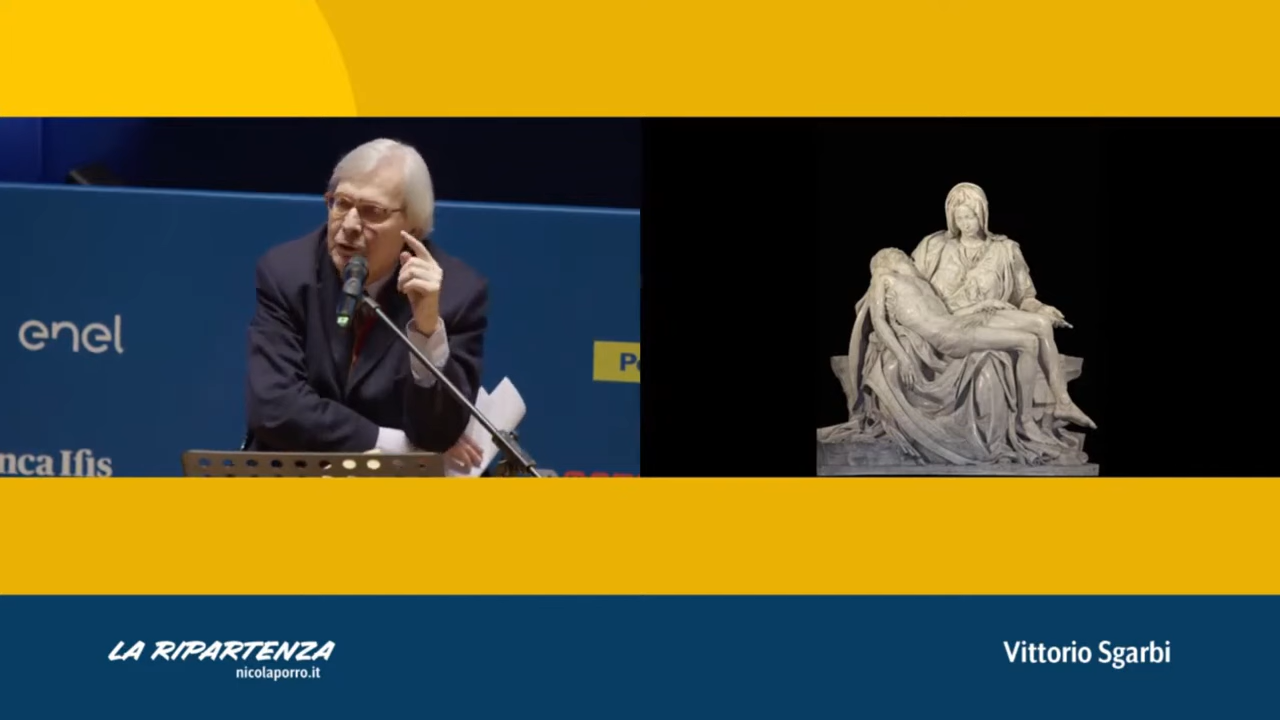 enel
nca Ifis
P
LA RIPARTENZA
nicolaporro.it
Vittorio Sgarbi